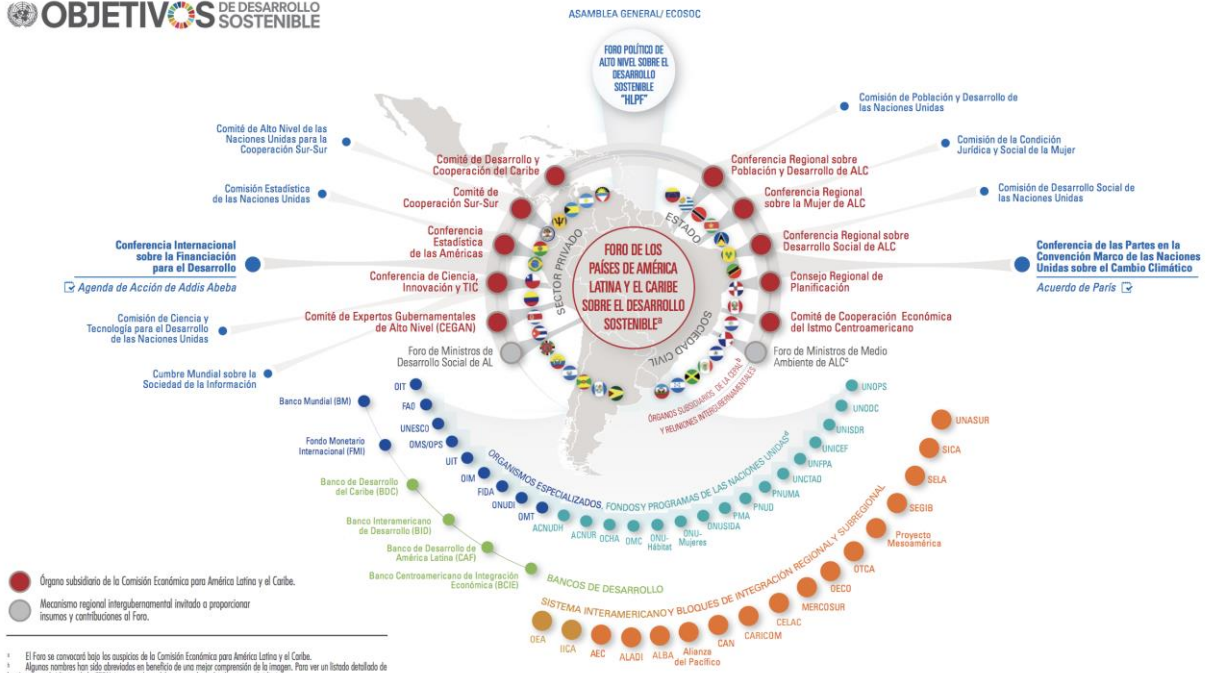 OBJETIVOS DE DESARROLLO
SOSTENIBLE
ASAMBLEA GENERAL/ ECOSOC
FORO POLÍTICO DE
ALTO NIVEL SOBRE EL
DESARROLLO
SOSTENIBLE
"HLPF"
Comité de Alto Nivel de las
Naciones Unidas para la
Cooperación Sur-Sur
Comisión Estadística
de las Naciones Unidas
Conferencia Internacional
sobre la Financiación
para el Desarrollo
Agenda de Acción de Addis Abeba
Comisión de Ciencia y
Tecnología para el Desarrollo
de las Naciones Unidas
Cumbre Mundial sobre la
Sociedad de la Información
Comité de Desarrollo y
Cooperación del Caribe
Comité de
Cooperación Sur-Sur
Conferencia
Estadística
de las Américas
Conferencia de Ciencia,
Innovación y TIC
Comité de Expertos Gubernamentales
de Alto Nivel (CEGAN)
Foro de Ministros de
Desarrollo Social de AL
SECTOR PRIVADO
ESTADO
SOCIEDAD CIVIL
FORO DE LOS
PAÍSES DE AMÉRICA
LATINA Y EL CARIBE
SOBRE EL DESARROLLO
SOSTENIBLEª
Conferencia Regional sobre
Población y Desarrollo de ALC
Conferencia Regional
sobre la Mujer de ALC
Conferencia Regional sobre
Desarrollo Social de ALC
Consejo Regional de
Planificación
Comité de Cooperación Económica
del Istmo Centroamericano
Foro de Ministros de Medio
Ambiente de ALCᶜ
ÓRGANOS SUBSIDIARIOS DE LA CEPALᵇ
Y REUNIONES INTERGUBERNAMENTALES
Comisión de Población y Desarrollo de
las Naciones Unidas
Comisión de la Condición
Jurídica y Social de la Mujer
Comisión de Desarrollo Social de
las Naciones Unidas
Conferencia de las Partes en la
Convención Marco de las Naciones
Unidas sobre el Cambio Climático
Acuerdo de París
OIT
FAO
UNESCO
OMS/OPS
UIT
OIM
FIDA
ONUDI
OMT
ACNUDH
ACNUR
OCHA
OMC
ONU-
Hábitat
ONU-
Mujeres
ONUSIDA
PMA
PNUD
PNUMA
UNCTAD
UNFPA
UNICEF
UNISDR
UNODC
UNOPS
ORGANISMOS ESPECIALIZADOS, FONDOS Y PROGRAMAS DE LAS NACIONES UNIDASᵈ
Banco Mundial (BM)
Fondo Monetario
Internacional (FMI)
Banco de Desarrollo
del Caribe (BDC)
Banco Interamericano
de Desarrollo (BID)
Banco de Desarrollo de
América Latina (CAF)
Banco Centroamericano de Integración
Económica (BCIE)
BANCOS DE DESARROLLO
SISTEMA INTERAMERICANO Y BLOQUES DE INTEGRACIÓN REGIONAL Y SUBREGIONAL
OEA
IICA
AEC
ALADI
ALBA
Alianza
del Pacífico
CAN
CARICOM
CELAC
MERCOSUR
OECO
OTCA
Proyecto
Mesoamérica
SEGIB
SELA
SICA
UNASUR
Órgano subsidiario de la Comisión Económica para América Latina y el Caribe.
Mecanismo regional intergubernamental invitado a proporcionar
insumos y contribuciones al Foro.
ª El Foro se convocará bajo los auspicios de la Comisión Económica para América Latina y el Caribe.
ᵇ Algunos nombres han sido abreviados en beneficio de una mejor comprensión de la imagen. Para ver un listado detallado de